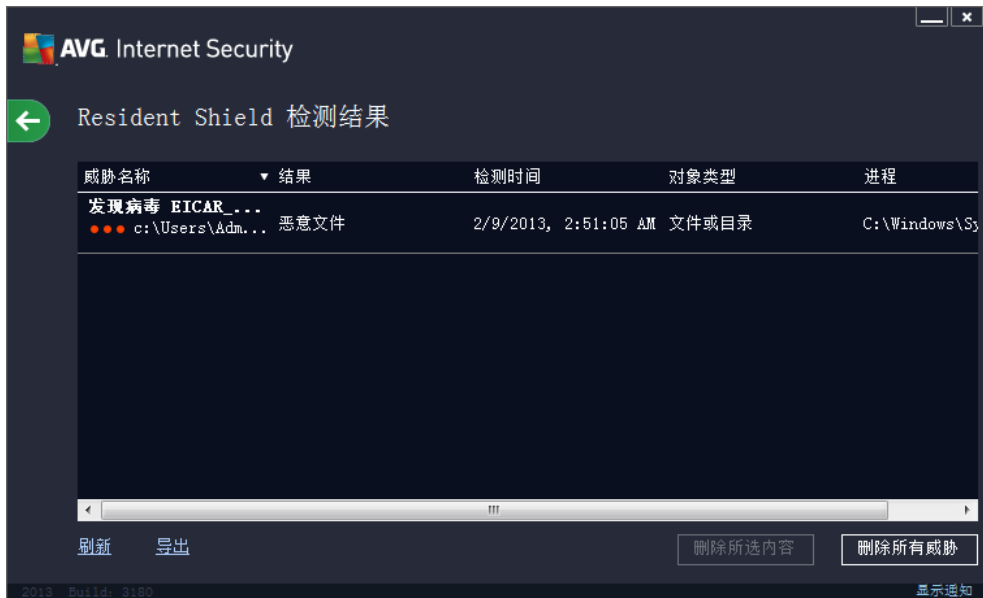 AVG. Internet Security
Resident Shield 检测结果
威胁名称 结果 检测时间 对象类型 进程
发现病毒 EICAR_...
c:\Users\Adm... 恶意文件 2/9/2013, 2:51:05 AM 文件或目录 C:\Windows\Sy
刷新 导出 删除所选内容 删除所有威胁
2013 Build: 3180 显示通知